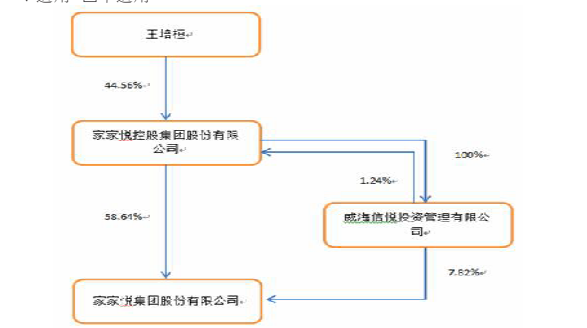 王培桓
44.56%
家家悦控股集团股份有限
公司
100%
1.24%
58.64%
威海信悦投资管理有限公
司
7.82%
家家悦集团股份有限公司